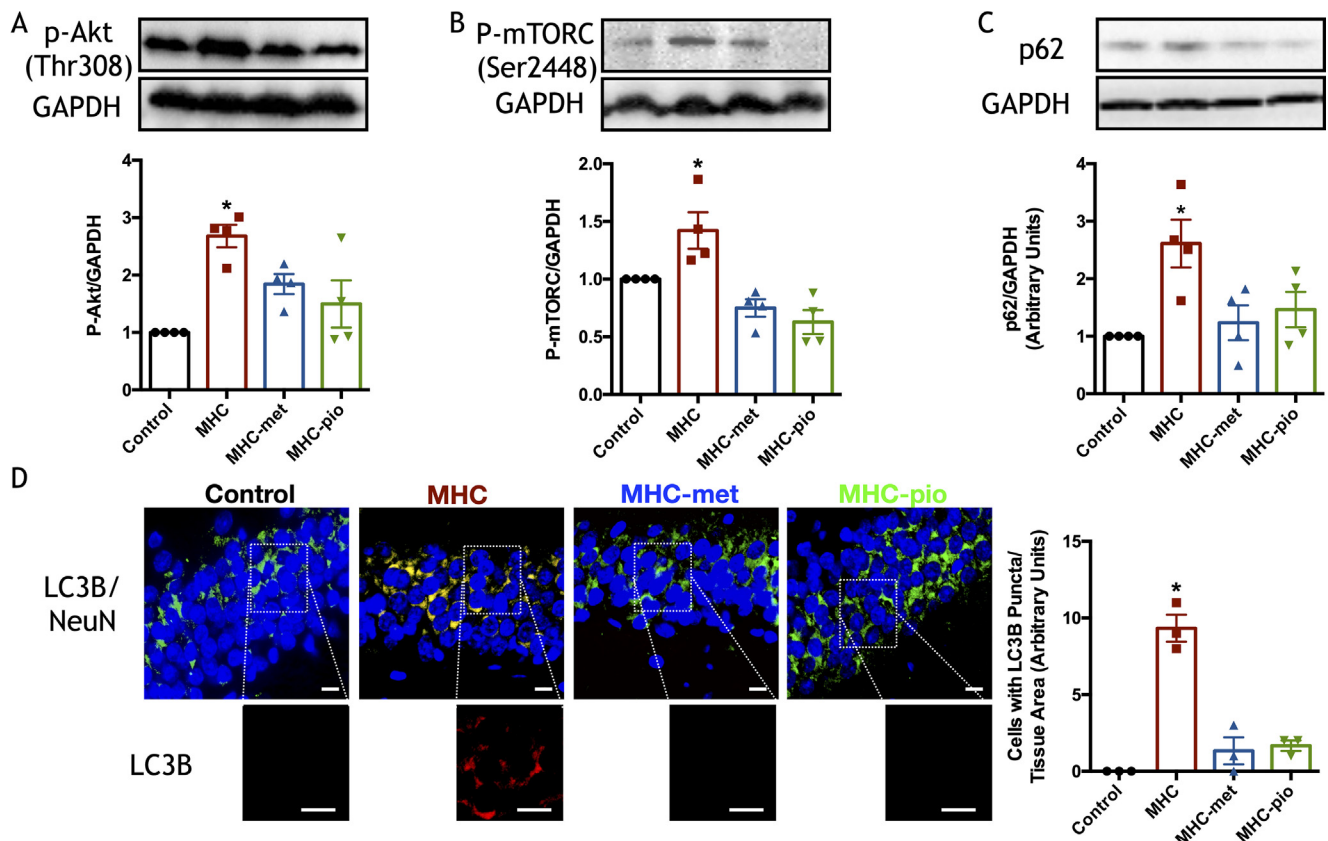 A
p-Akt
(Thr308)
GAPDH
P-Akt/GAPDH
4
3
2
1
0
*
Control
MHC
MHC-met
MHC-pio
B
P-mTORC
(Ser2448)
GAPDH
P-mTORC/GAPDH
2.0
1.5
1.0
0.5
0.0
*
Control
MHC
MHC-met
MHC-pio
C
p62
GAPDH
p62/GAPDH
(Arbitrary Units)
4
3
2
1
0
*
Control
MHC
MHC-met
MHC-pio
D
Control
MHC
MHC-met
MHC-pio
LC3B/
NeuN
LC3B
Cells with LC3B Puncta/
Tissue Area (Arbitrary Units)
15
10
5
0
*
Control
MHC
MHC-met
MHC-pio